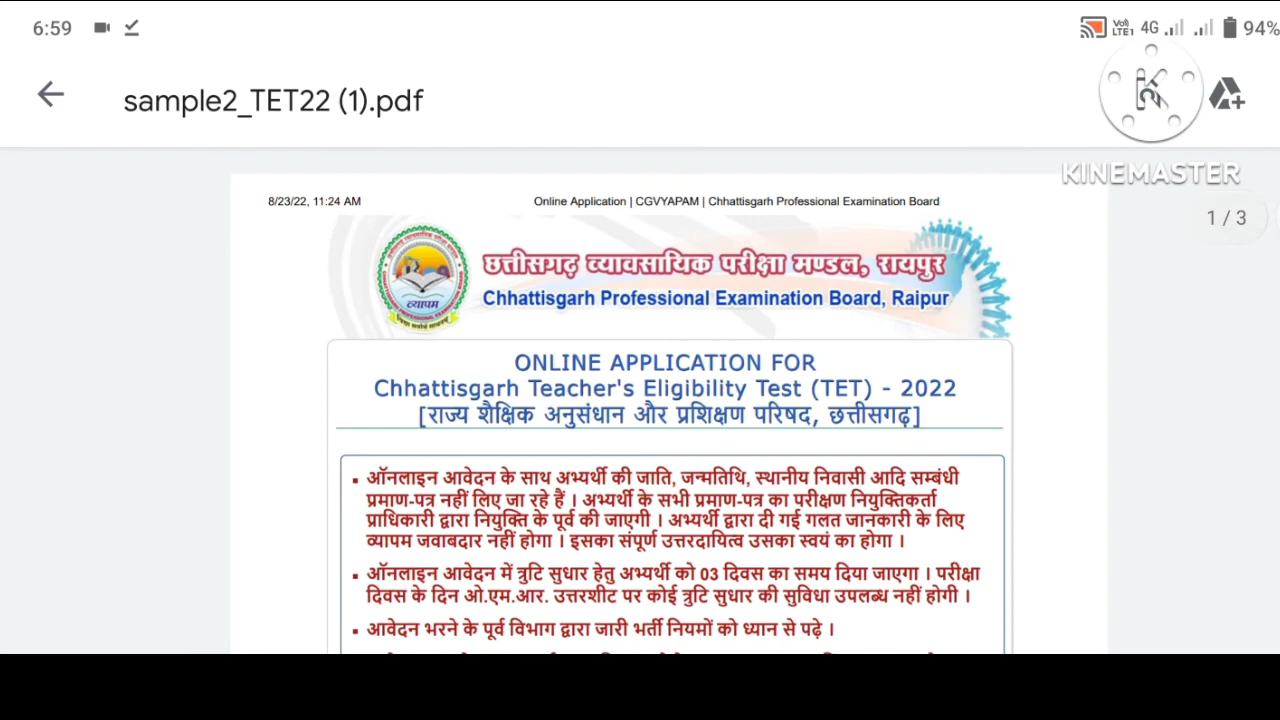 6:59 Vo)) LTE1 4G 94%
sample2_TET22 (1).pdf
KINEMASTER
1 / 3
8/23/22, 11:24 AM Online Application | CGVYAPAM | Chhattisgarh Professional Examination Board
छत्तीसगढ़ व्यावसायिक परीक्षा मण्डल, रायपुर
Chhattisgarh Professional Examination Board, Raipur
व्यापम
ONLINE APPLICATION FOR
Chhattisgarh Teacher's Eligibility Test (TET) - 2022
[राज्य शैक्षिक अनुसंधान और प्रशिक्षण परिषद, छत्तीसगढ़]
▪ ऑनलाइन आवेदन के साथ अभ्यर्थी की जाति, जन्मतिथि, स्थानीय निवासी आदि सम्बंधी
प्रमाण-पत्र नहीं लिए जा रहे हैं । अभ्यर्थी के सभी प्रमाण-पत्र का परीक्षण नियुक्तिकर्ता
प्राधिकारी द्वारा नियुक्ति के पूर्व की जाएगी । अभ्यर्थी द्वारा दी गई गलत जानकारी के लिए
व्यापम जवाबदार नहीं होगा । इसका संपूर्ण उत्तरदायित्व उसका स्वयं का होगा ।
▪ ऑनलाइन आवेदन में त्रुटि सुधार हेतु अभ्यर्थी को 03 दिवस का समय दिया जाएगा । परीक्षा
दिवस के दिन ओ.एम.आर. उत्तरशीट पर कोई त्रुटि सुधार की सुविधा उपलब्ध नहीं होगी ।
▪ आवेदन भरने के पूर्व विभाग द्वारा जारी भर्ती नियमों को ध्यान से पढ़े ।